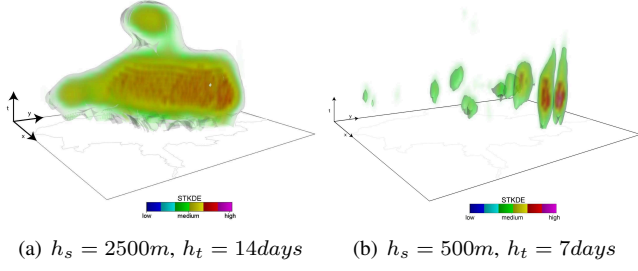 t
y
x
STKDE
low medium high
t
y
x
STKDE
low medium high
(a) h_s = 2500m, h_t = 14days
(b) h_s = 500m, h_t = 7days